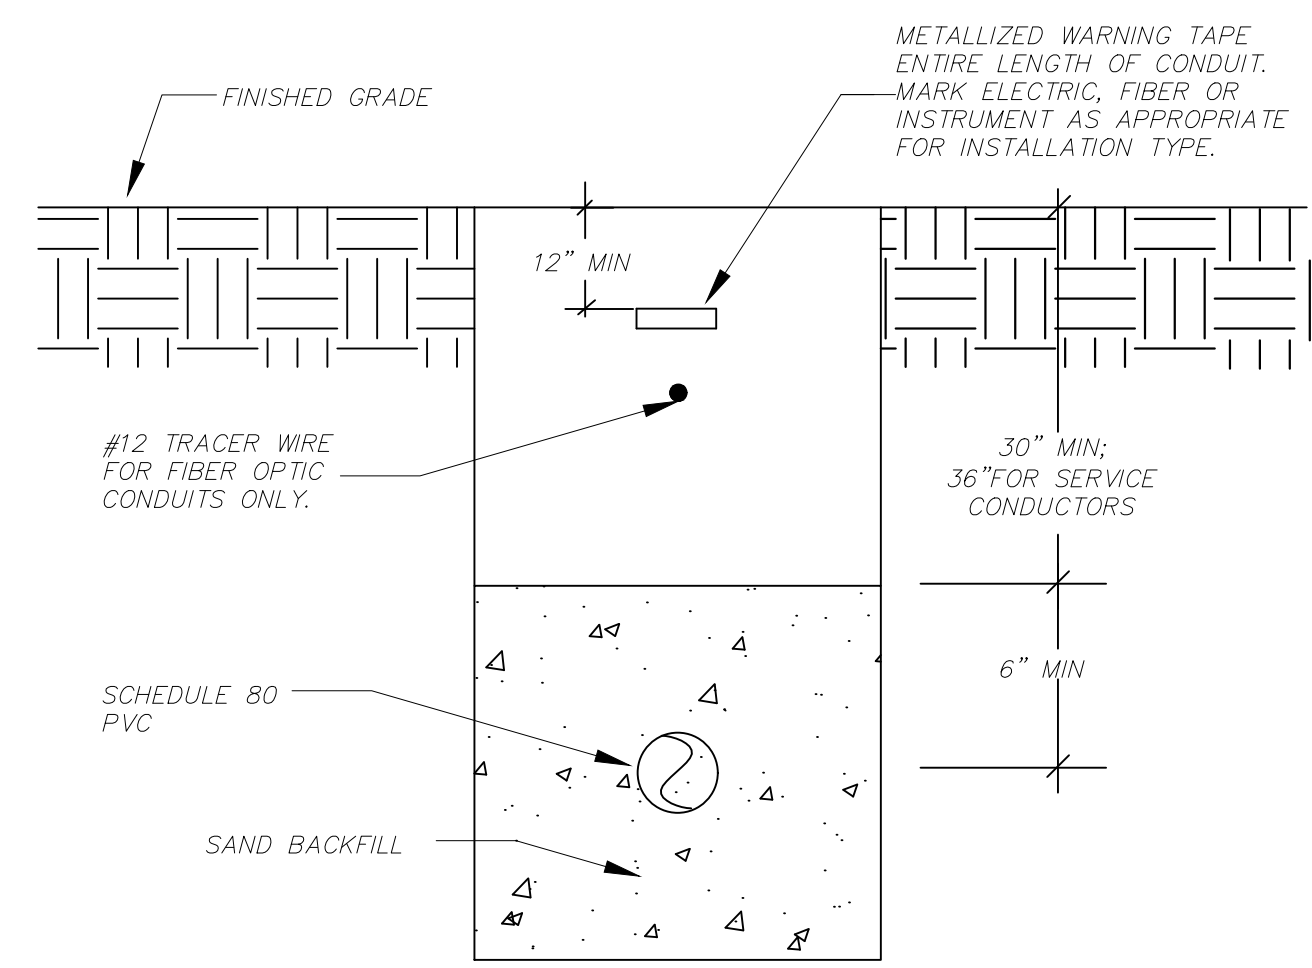 METALLIZED WARNING TAPE
ENTIRE LENGTH OF CONDUIT.
MARK ELECTRIC, FIBER OR
INSTRUMENT AS APPROPRIATE
FOR INSTALLATION TYPE.
FINISHED GRADE
12" MIN
#12 TRACER WIRE
FOR FIBER OPTIC
CONDUITS ONLY.
30" MIN;
36"FOR SERVICE
CONDUCTORS
6" MIN
SCHEDULE 80
PVC
SAND BACKFILL